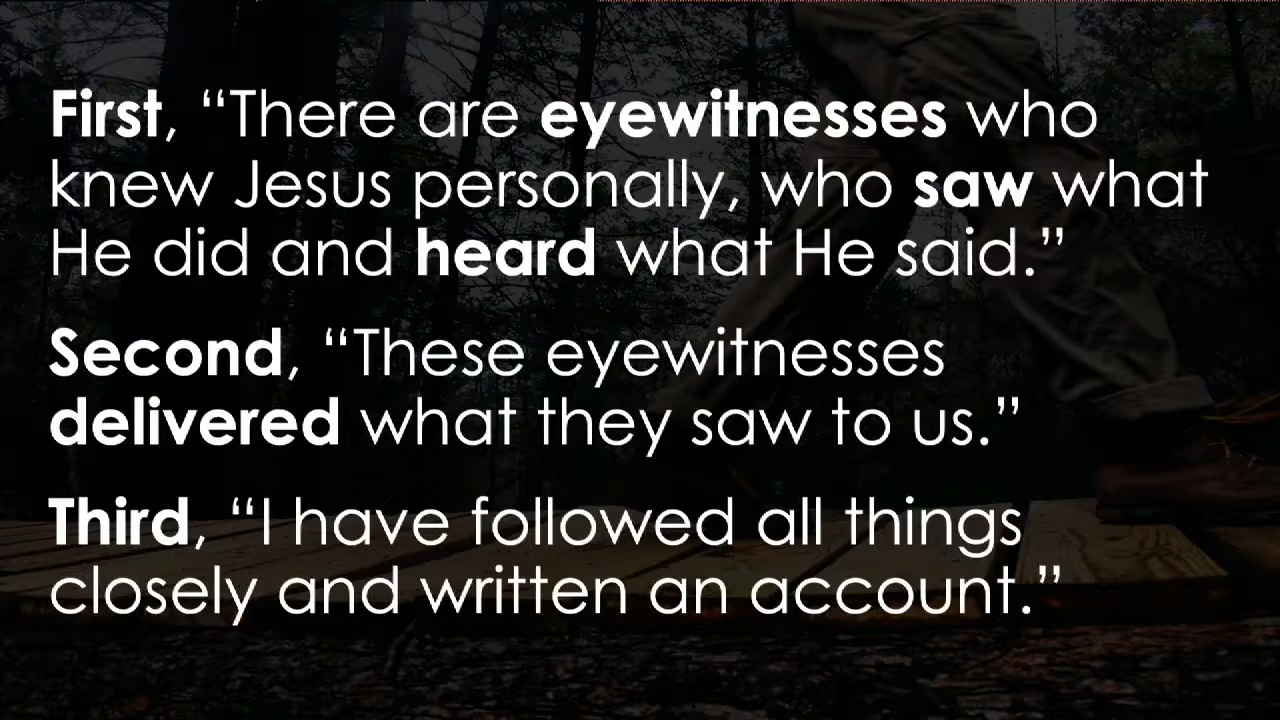 First, “There are eyewitnesses who
knew Jesus personally, who saw what
He did and heard what He said.”
Second, “These eyewitnesses
delivered what they saw to us.”
Third, “I have followed all things
closely and written an account.”